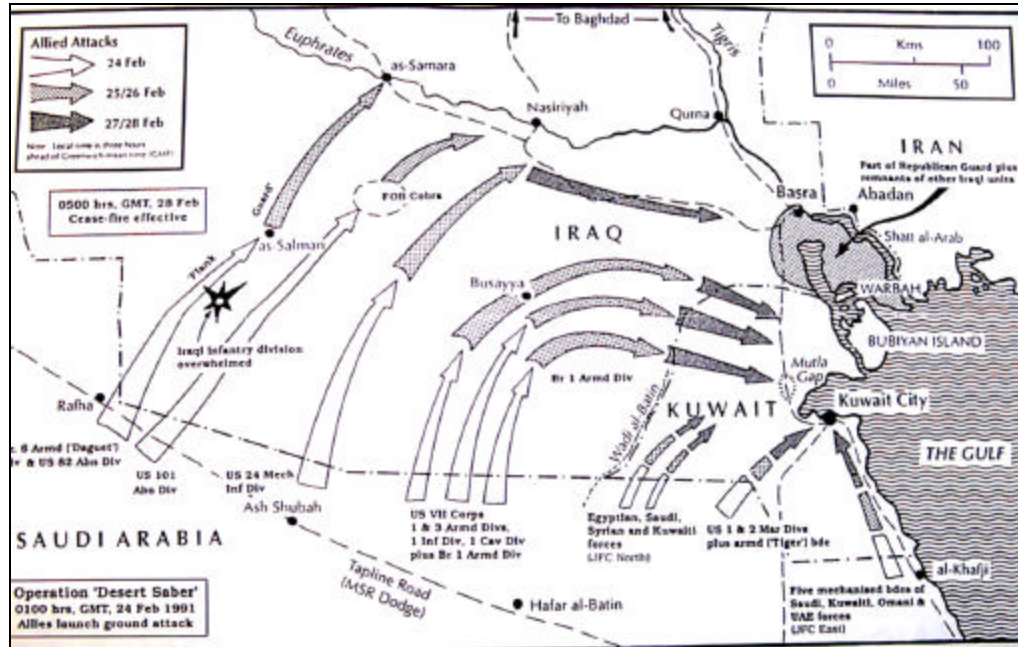 Allied Attacks
24 Feb
25/26 Feb
27/28 Feb
Note Local time is three hours
ahead of Greenwich mean time (GMT)
0500 hrs, GMT, 28 Feb
Cease-fire effective
Euphrates
as-Samara
To Baghdad
Tigris
Nasiriyah
Qurna
0 Kms 100
0 Miles 50
IRAN
Part of Republican Guard plus
remnants of other Iraqi units
Abadan
Basra
Shatt al-Arab
WARBAH
BUBIYAN ISLAND
FOB Cobra
Guard'
as-Salman
Flank
IRAQ
Busayya
Iraqi infantry division
overwhelmed
Br 1 Armd Div
Mutla
Gap
Wadi al-Batin
KUWAIT
Kuwait City
THE GULF
Rafha
6 Armd ('Daguet')
& US 82 Abn Div
US 101
Abn Div
US 24 Mech
Inf Div
Ash Shubah
US VII Corps
1 & 3 Armd Divs,
1 Inf Div, 1 Cav Div
plus Br 1 Armd Div
Egyptian, Saudi,
Syrian and Kuwaiti
forces
(JFC North)
US 1 & 2 Mar Divs
plus armd ('Tiger') bde
al-Khafji
Five mechanised bdes of
Saudi, Kuwaiti, Omani &
UAE forces
(JFC East)
SAUDI ARABIA
Tapline Road
(MSR Dodge)
Hafar al-Batin
Operation 'Desert Saber'
0100 hrs, GMT, 24 Feb 1991
Allies launch ground attack